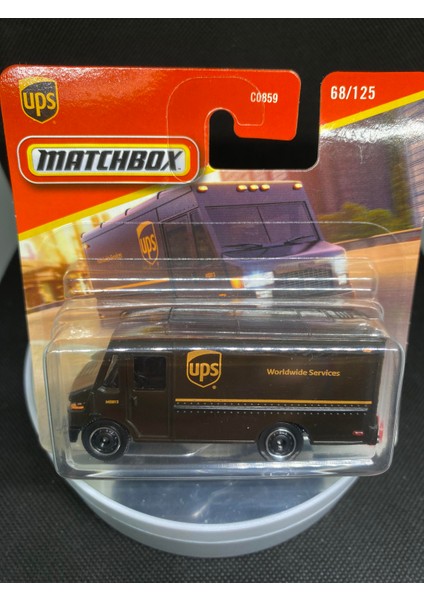 ups
C0859
68/125
MATCHBOX
ups
ups
Worldwide Services